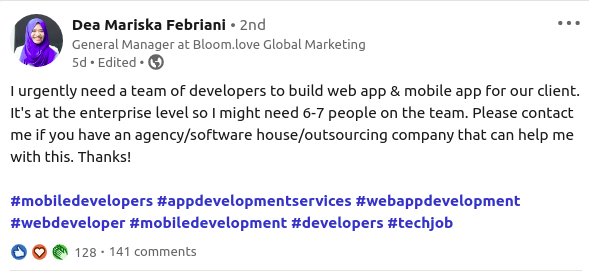 Dea Mariska Febriani • 2nd
General Manager at Bloom.love Global Marketing
5d • Edited •
I urgently need a team of developers to build web app & mobile app for our client.
It's at the enterprise level so I might need 6-7 people on the team. Please contact
me if you have an agency/software house/outsourcing company that can help me
with this. Thanks!
#mobiledevelopers #appdevelopmentservices #webappdevelopment
#webdeveloper #mobiledevelopment #developers #techjob
128 • 141 comments